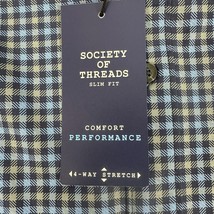 SOCIETY
OF
THREADS
SLIM FIT
COMFORT
PERFORMANCE
4-WAY STRETCH